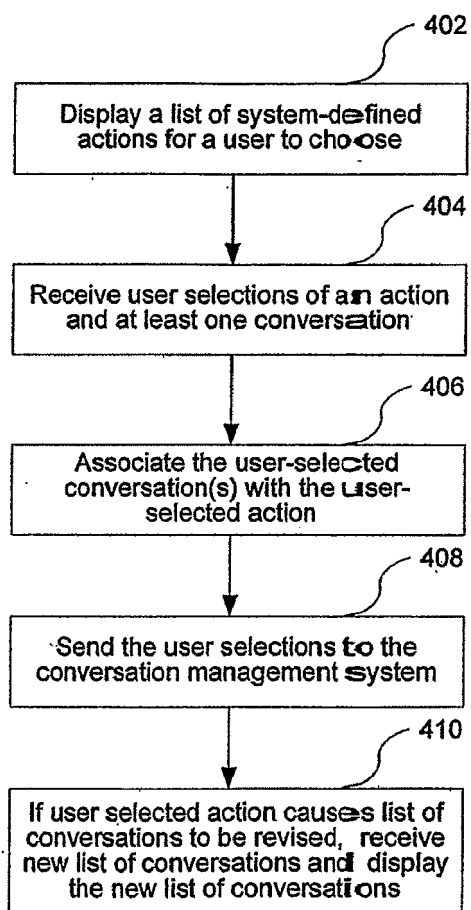 402
Display a list of system-defined
actions for a user to choose
404
Receive user selections of an action
and at least one conversation
406
Associate the user-selected
conversation(s) with the user-
selected action
408
Send the user selections to the
conversation management system
410
If user selected action causes list of
conversations to be revised, receive
new list of conversations and display
the new list of conversations